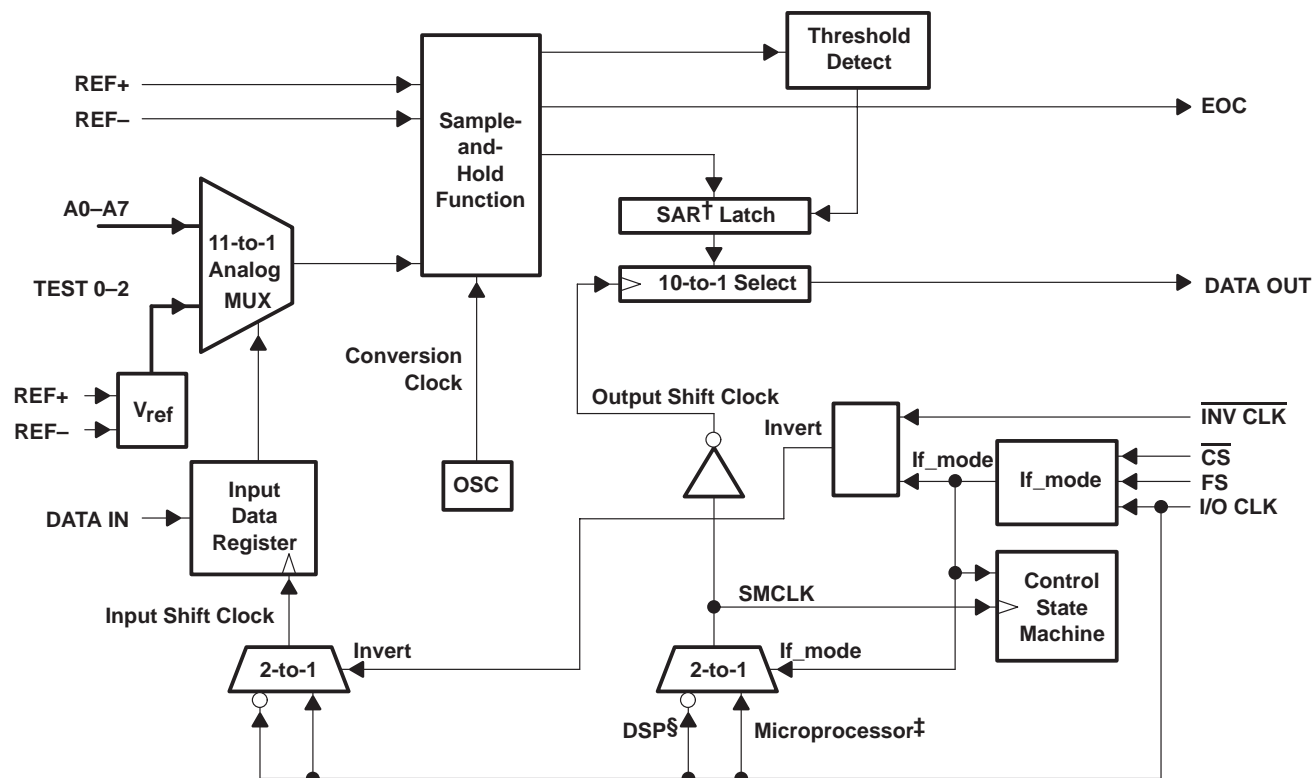 Threshold
Detect
REF+
REF–
EOC
Sample-
and-
Hold
Function
A0–A7
SAR† Latch
11-to-1
Analog
MUX
TEST 0–2
10-to-1 Select
DATA OUT
Conversion
Clock
REF+
REF–
Vref
Output Shift Clock
Invert
INV CLK
If_mode
CS
FS
I/O CLK
If_mode
OSC
DATA IN
Input
Data
Register
Control
State
Machine
SMCLK
Input Shift Clock
Invert
If_mode
2-to-1
2-to-1
DSP§
Microprocessor‡